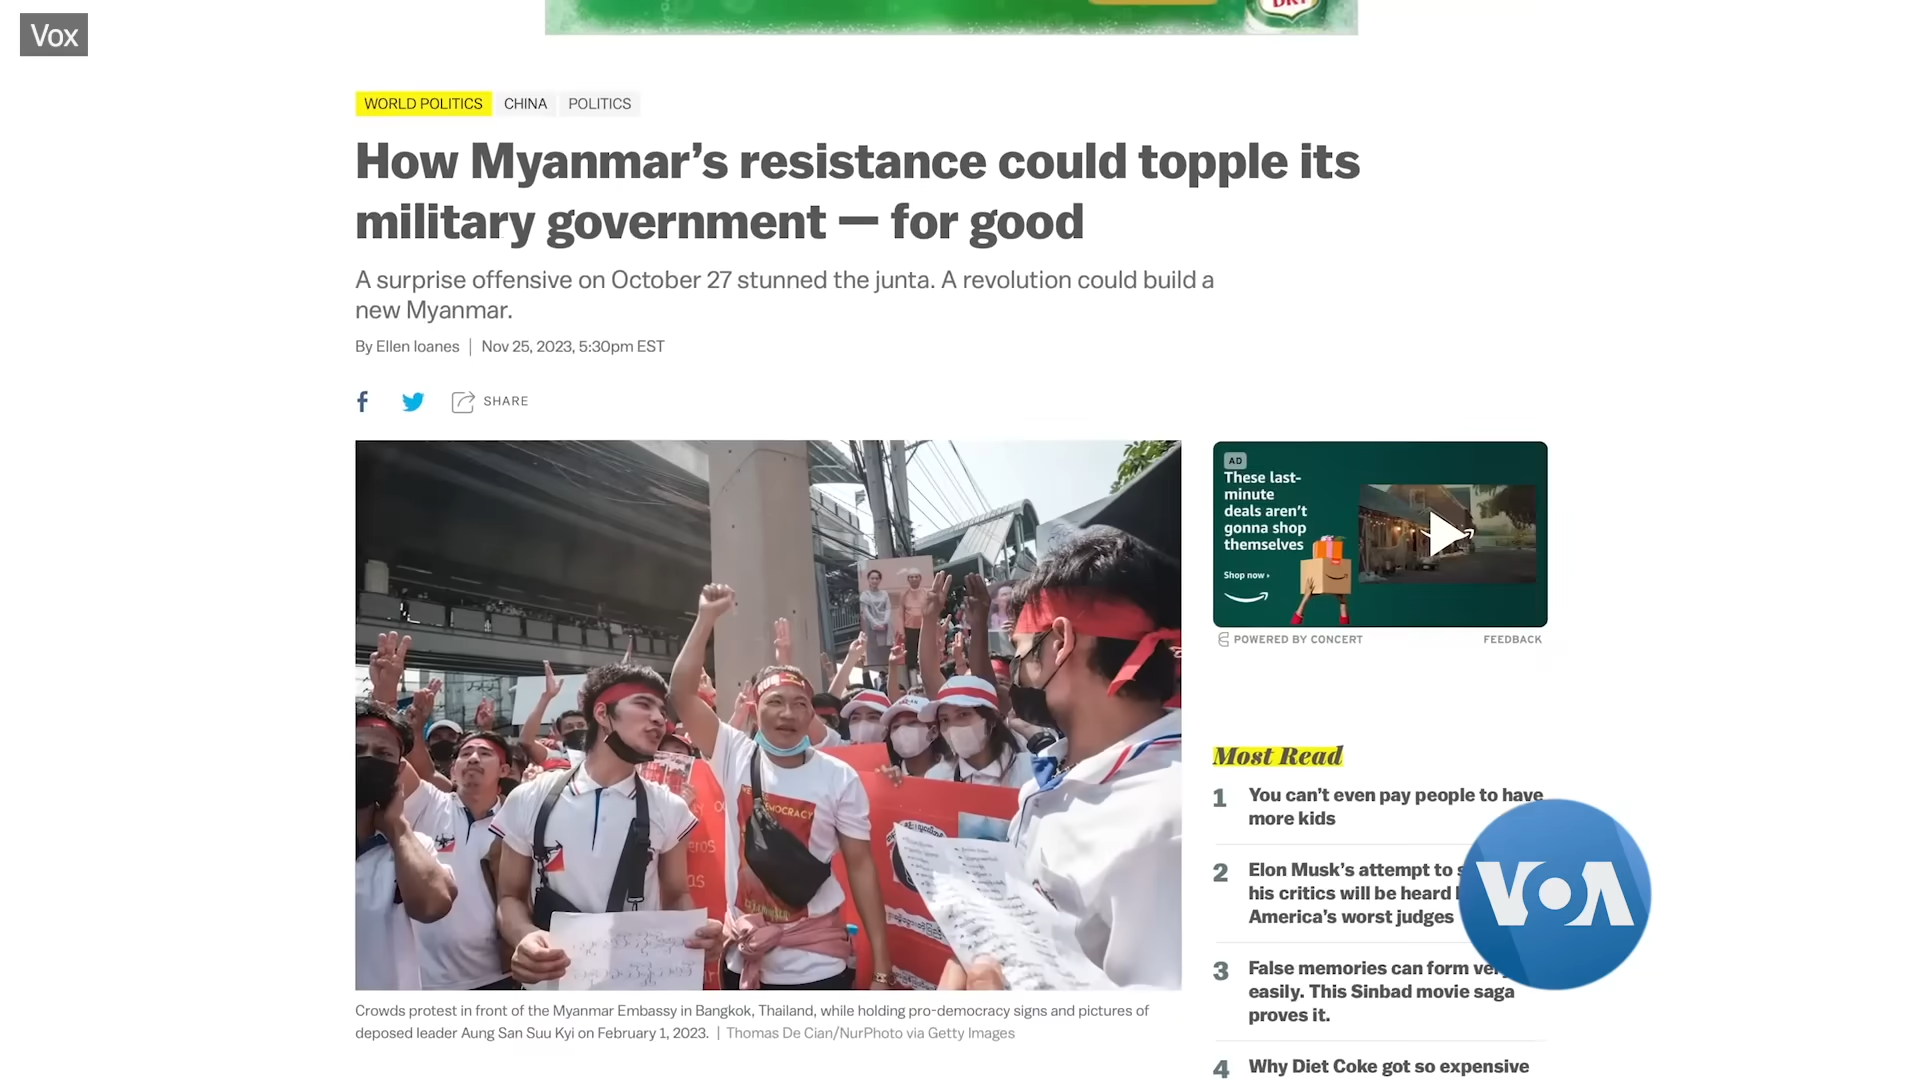 Vox
DRY
WORLD POLITICS CHINA POLITICS
How Myanmar’s resistance could topple its
military government — for good
A surprise offensive on October 27 stunned the junta. A revolution could build a
new Myanmar.
By Ellen Ioanes | Nov 25, 2023, 5:30pm EST
SHARE
AD
These last-
minute
deals aren’t
gonna shop
themselves
Shop now
POWERED BY CONCERT FEEDBACK
DEMOCRACY
Crowds protest in front of the Myanmar Embassy in Bangkok, Thailand, while holding pro-democracy signs and pictures of
deposed leader Aung San Suu Kyi on February 1, 2023. | Thomas De Cian/NurPhoto via Getty Images
Most Read
1 You can’t even pay people to have
more kids
2 Elon Musk’s attempt to
his critics will be heard
America’s worst judges
3 False memories can form
easily. This Sinbad movie saga
proves it.
4 Why Diet Coke got so expensive
VOA